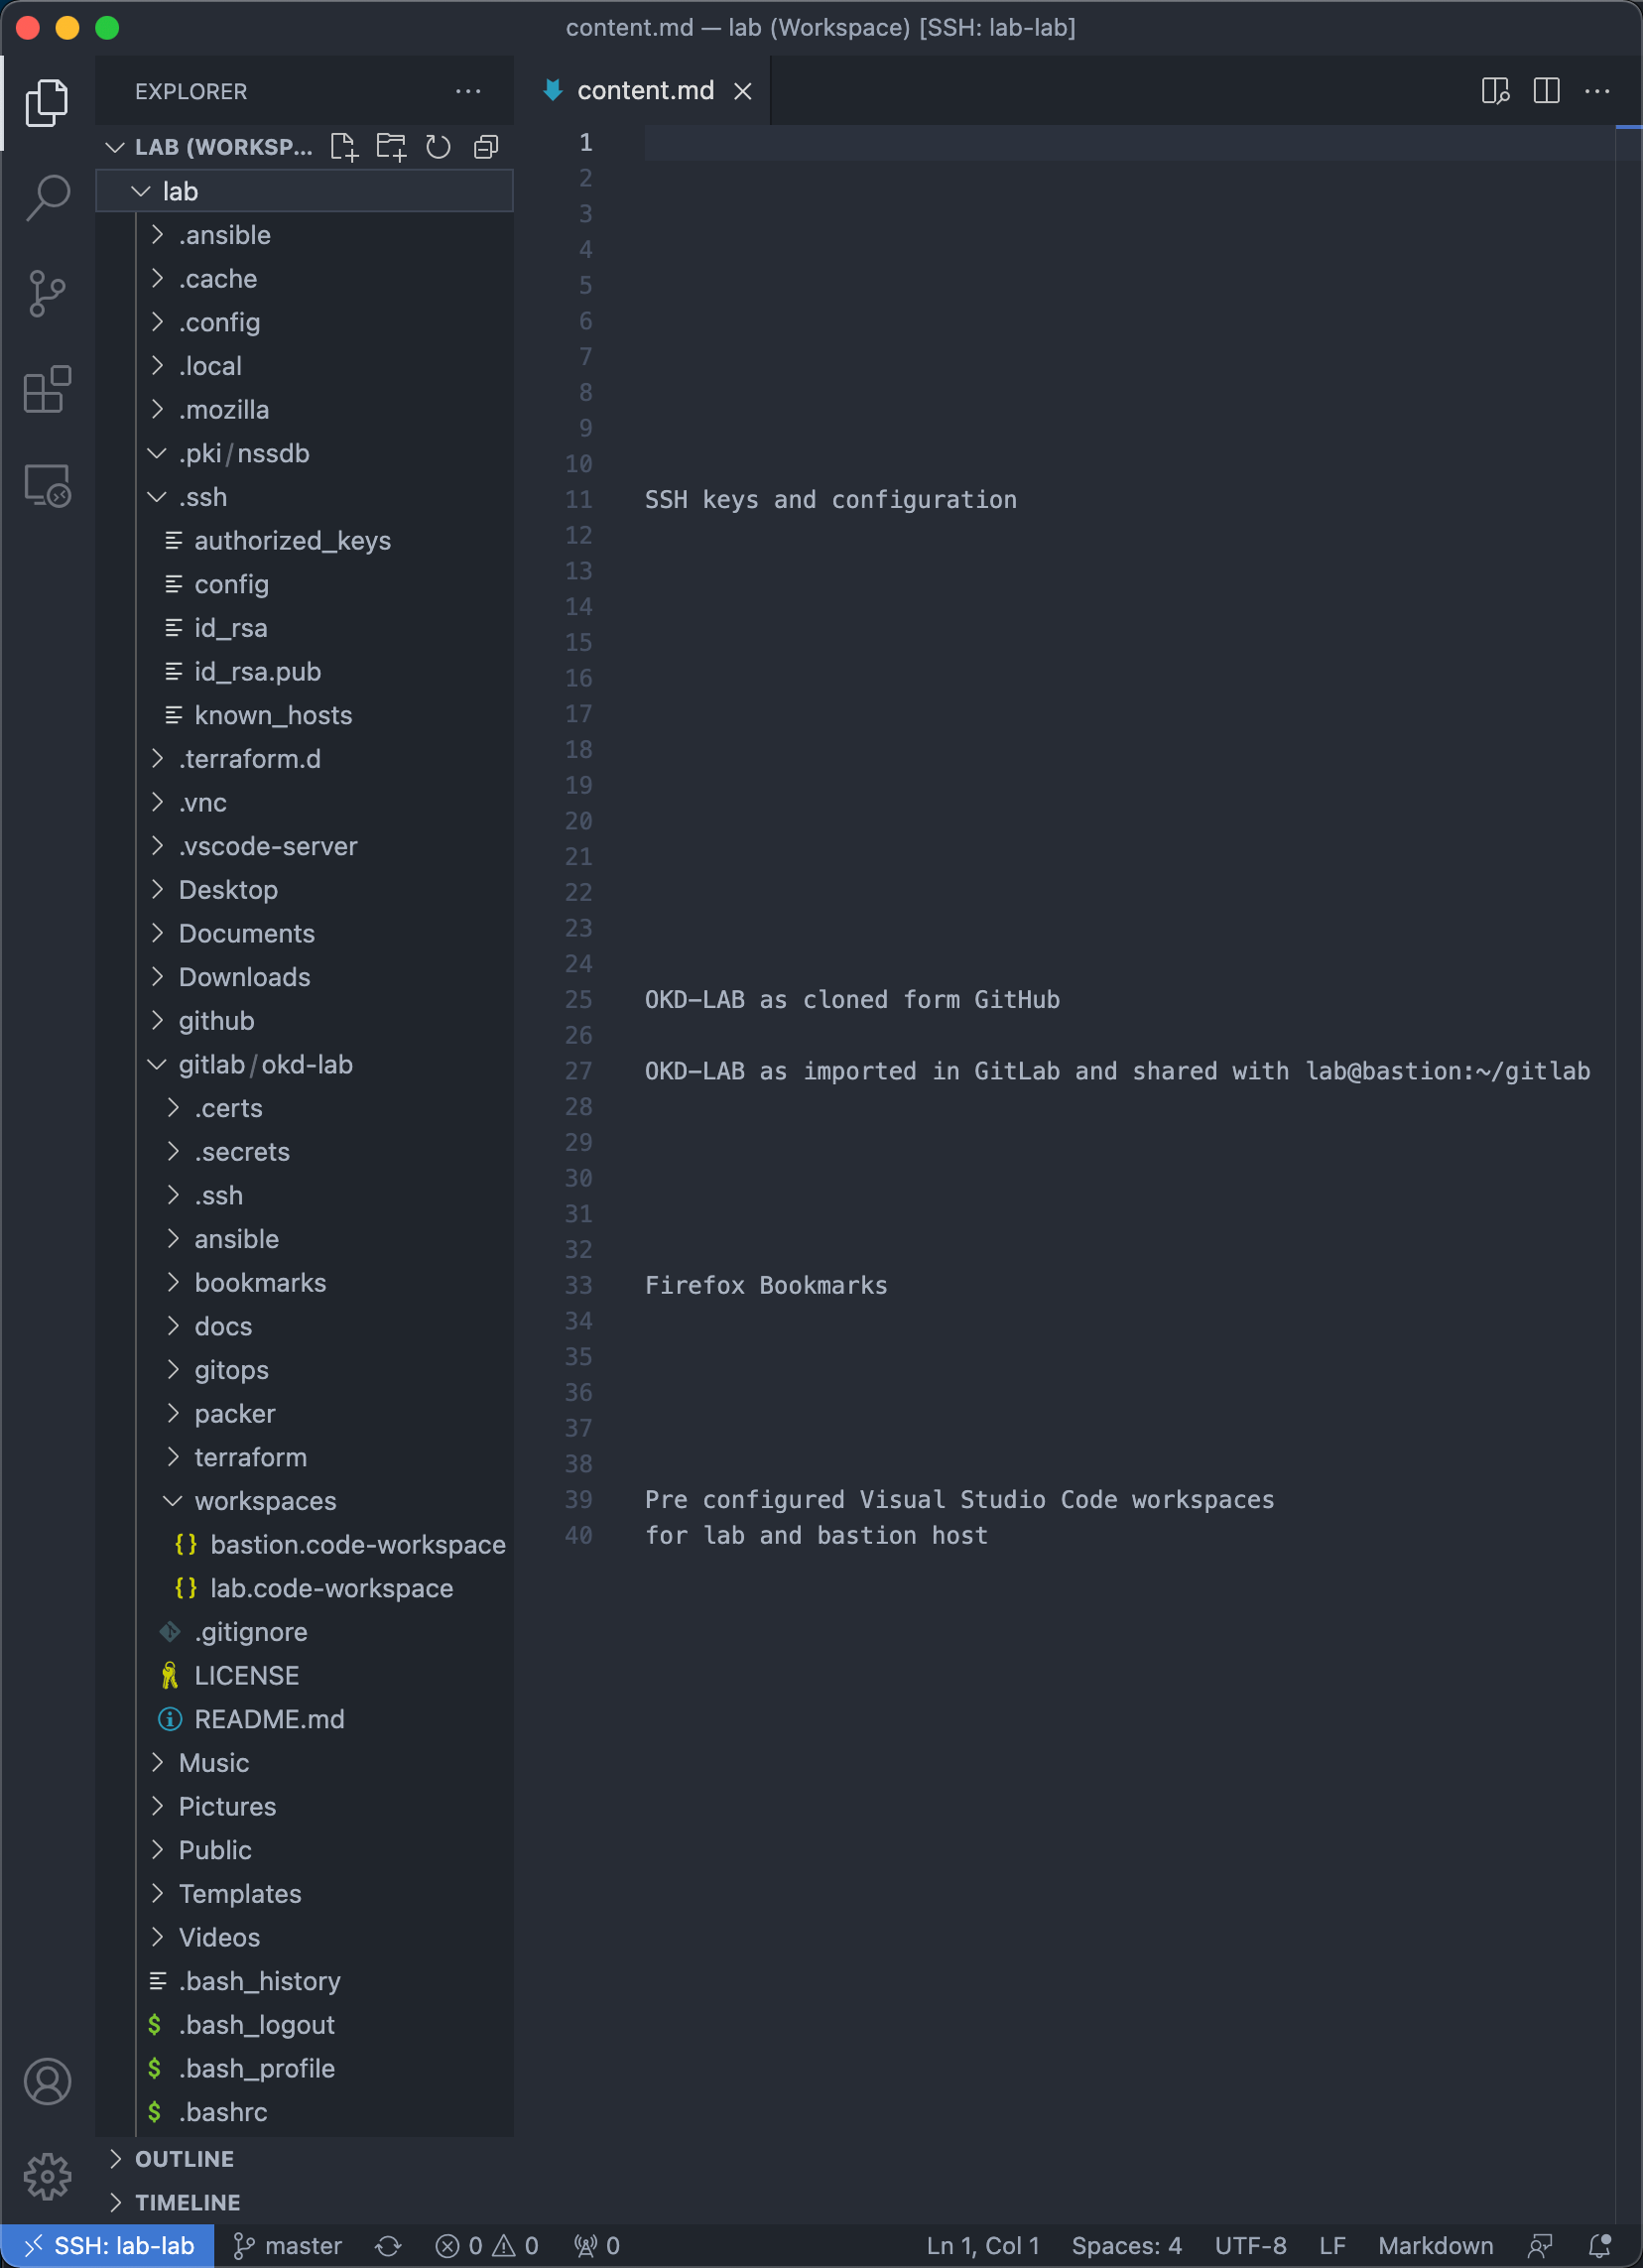 content.md — lab (Workspace) [SSH: lab-lab]
EXPLORER
content.md
LAB (WORKSP...
lab
.ansible
.cache
.config
.local
.mozilla
.pki/nssdb
.ssh
authorized_keys
config
id_rsa
id_rsa.pub
known_hosts
.terraform.d
.vnc
.vscode-server
Desktop
Documents
Downloads
github
gitlab/okd-lab
.certs
.secrets
.ssh
ansible
bookmarks
docs
gitops
packer
terraform
workspaces
bastion.code-workspace
lab.code-workspace
.gitignore
LICENSE
README.md
Music
Pictures
Public
Templates
Videos
.bash_history
.bash_logout
.bash_profile
.bashrc
OUTLINE
TIMELINE
1
2
3
4
5
6
7
8
9
10
11 SSH keys and configuration
12
13
14
15
16
17
18
19
20
21
22
23
24
25 OKD-LAB as cloned form GitHub
26
27 OKD-LAB as imported in GitLab and shared with lab@bastion:~/gitlab
28
29
30
31
32
33 Firefox Bookmarks
34
35
36
37
38
39 Pre configured Visual Studio Code workspaces
40 for lab and bastion host
SSH: lab-lab master 0 0 0 Ln 1, Col 1 Spaces: 4 UTF-8 LF Markdown